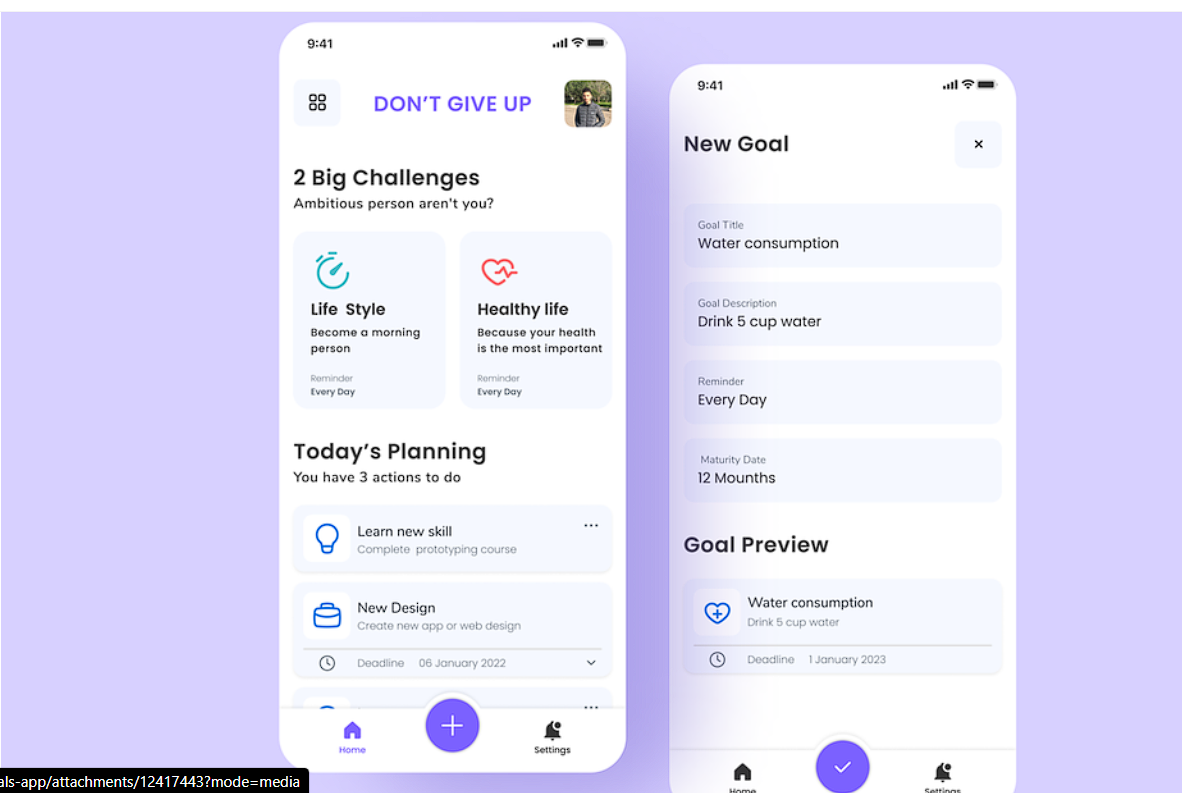 9:41
DON'T GIVE UP
2 Big Challenges
Ambitious person aren't you?
Life Style
Become a morning
person
Reminder
Every Day
Healthy life
Because your health
is the most important
Reminder
Every Day
Today's Planning
You have 3 actions to do
Learn new skill
Complete prototyping course
New Design
Create new app or web design
Deadline 06 January 2022
Home
Settings
9:41
New Goal
Goal Title
Water consumption
Goal Description
Drink 5 cup water
Reminder
Every Day
Maturity Date
12 Mounths
Goal Preview
Water consumption
Drink 5 cup water
Deadline 1 January 2023
Home
Settings
als-app/attachments/12417443?mode=media